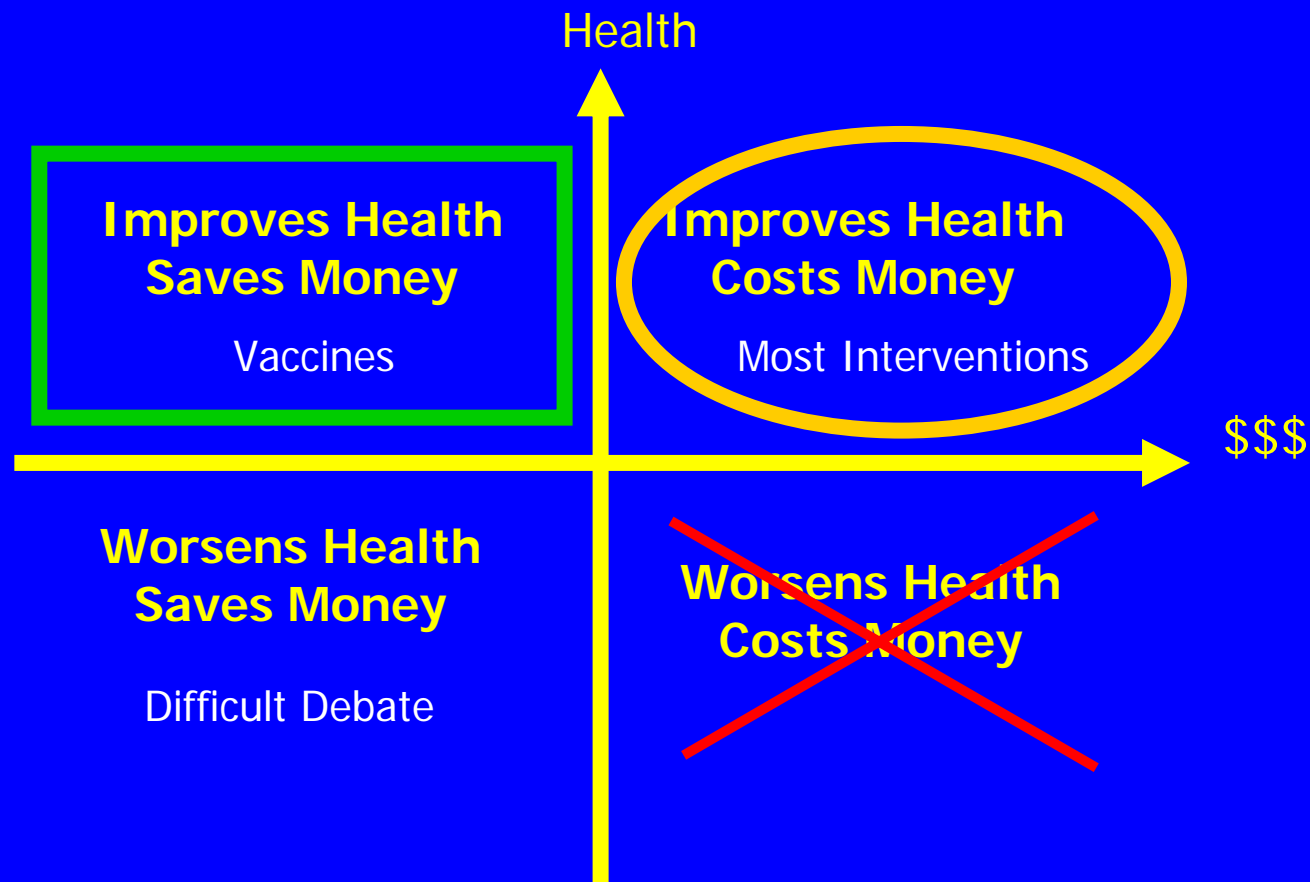 Health
Improves Health
Saves Money
Vaccines
Improves Health
Costs Money
Most Interventions
$$$
Worsens Health
Saves Money
Difficult Debate
Worsens Health
Costs Money